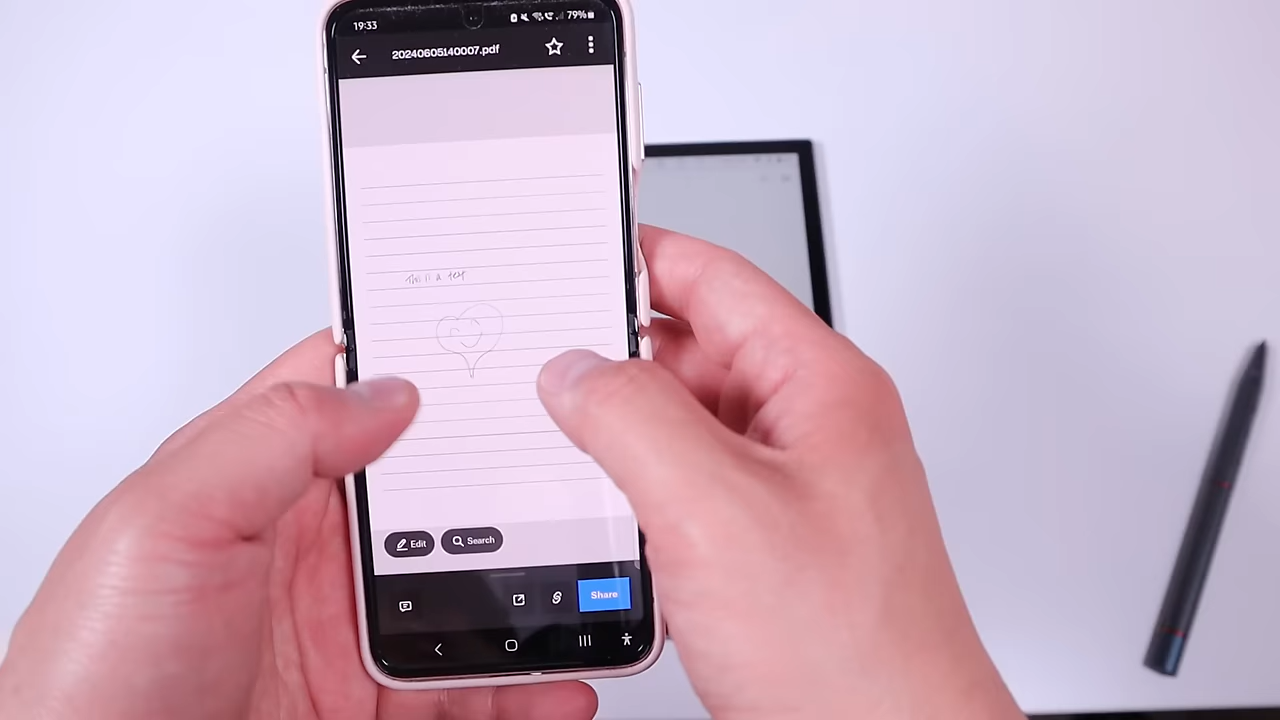 19:33
79%
20240605140007.pdf
This is a test
Edit
Search
Share